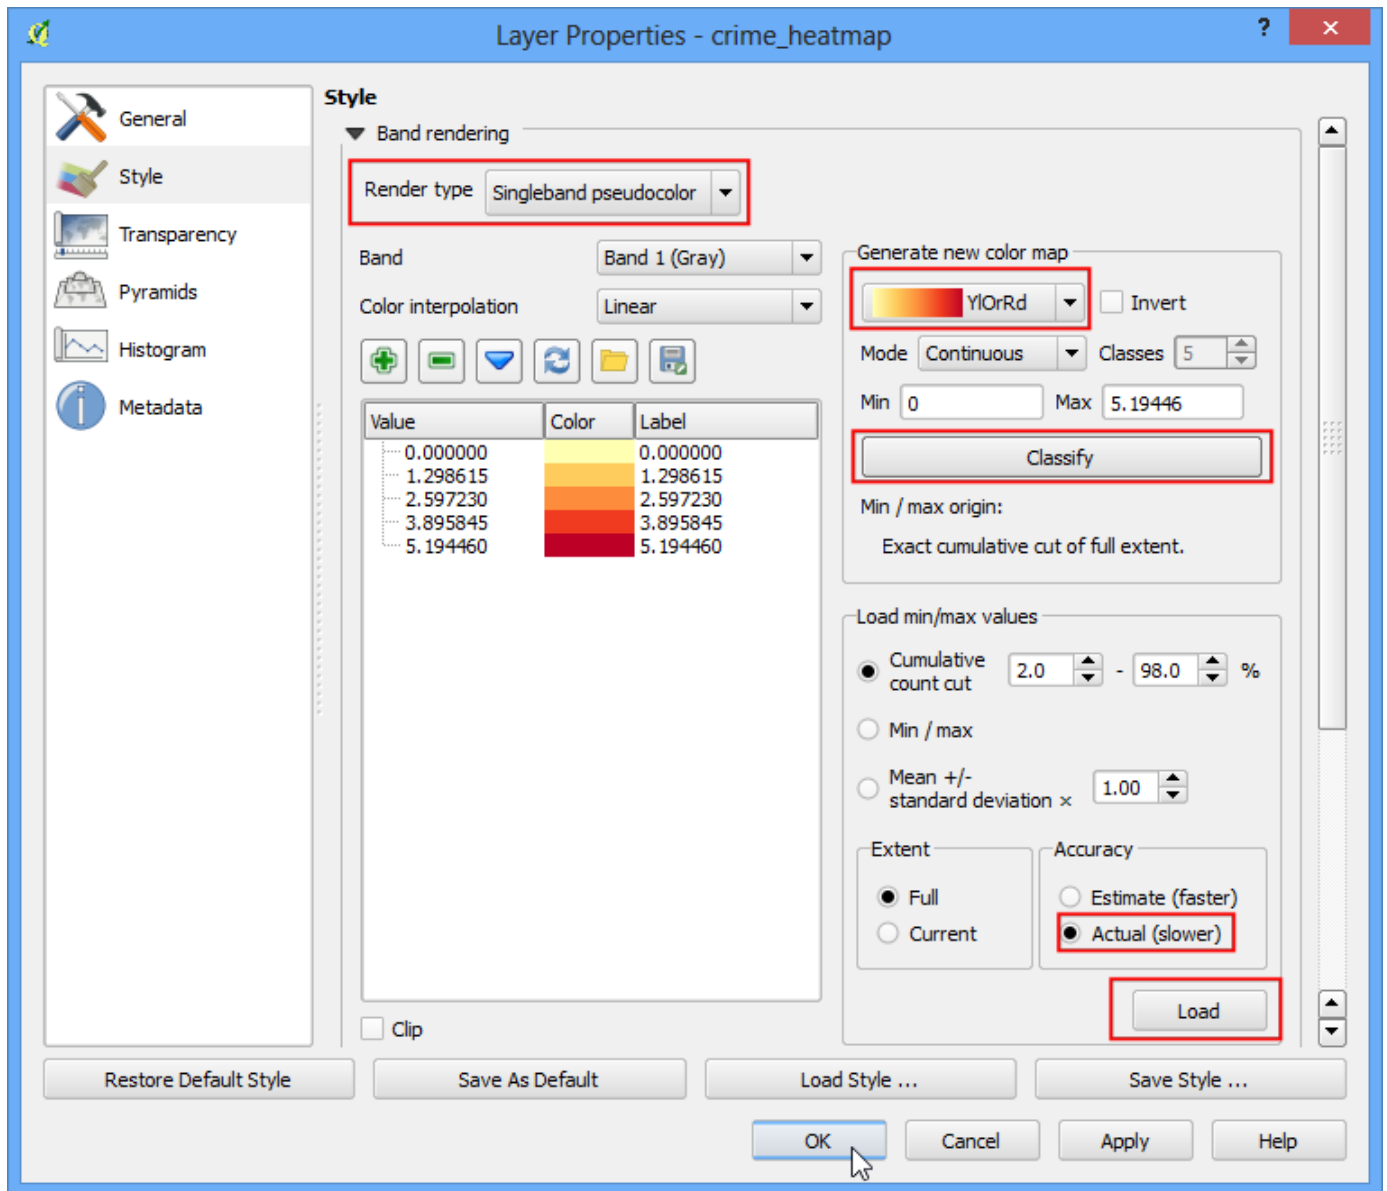 Layer Properties - crime_heatmap
?
General
Style
Transparency
Pyramids
Histogram
Metadata
Style
Band rendering
Render type Singleband pseudocolor
Band Band 1 (Gray)
Color interpolation Linear
Value Color Label
0.000000 0.000000
1.298615 1.298615
2.597230 2.597230
3.895845 3.895845
5.194460 5.194460
Clip
Generate new color map
YlOrRd Invert
Mode Continuous Classes 5
Min 0 Max 5.19446
Classify
Min / max origin:
Exact cumulative cut of full extent.
Load min/max values
Cumulative
count cut 2.0 - 98.0 %
Min / max
Mean +/-
standard deviation × 1.00
Extent
Full
Current
Accuracy
Estimate (faster)
Actual (slower)
Load
Restore Default Style Save As Default Load Style ... Save Style ...
OK Cancel Apply Help